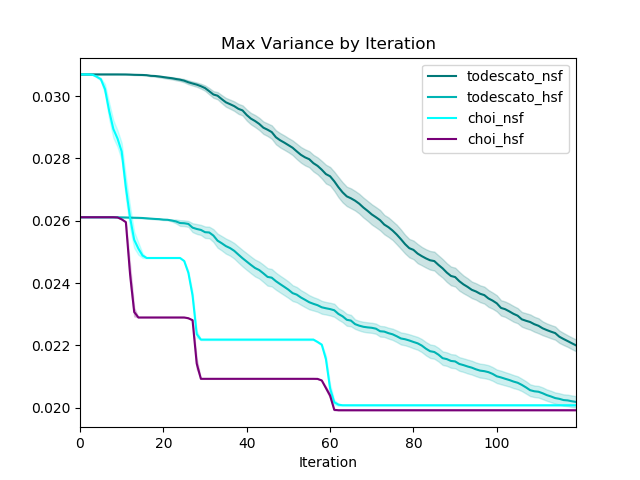 Max Variance by Iteration
todescato_nsf
todescato_hsf
choi_nsf
choi_hsf
0.030
0.028
0.026
0.024
0.022
0.020
0 20 40 60 80 100
Iteration